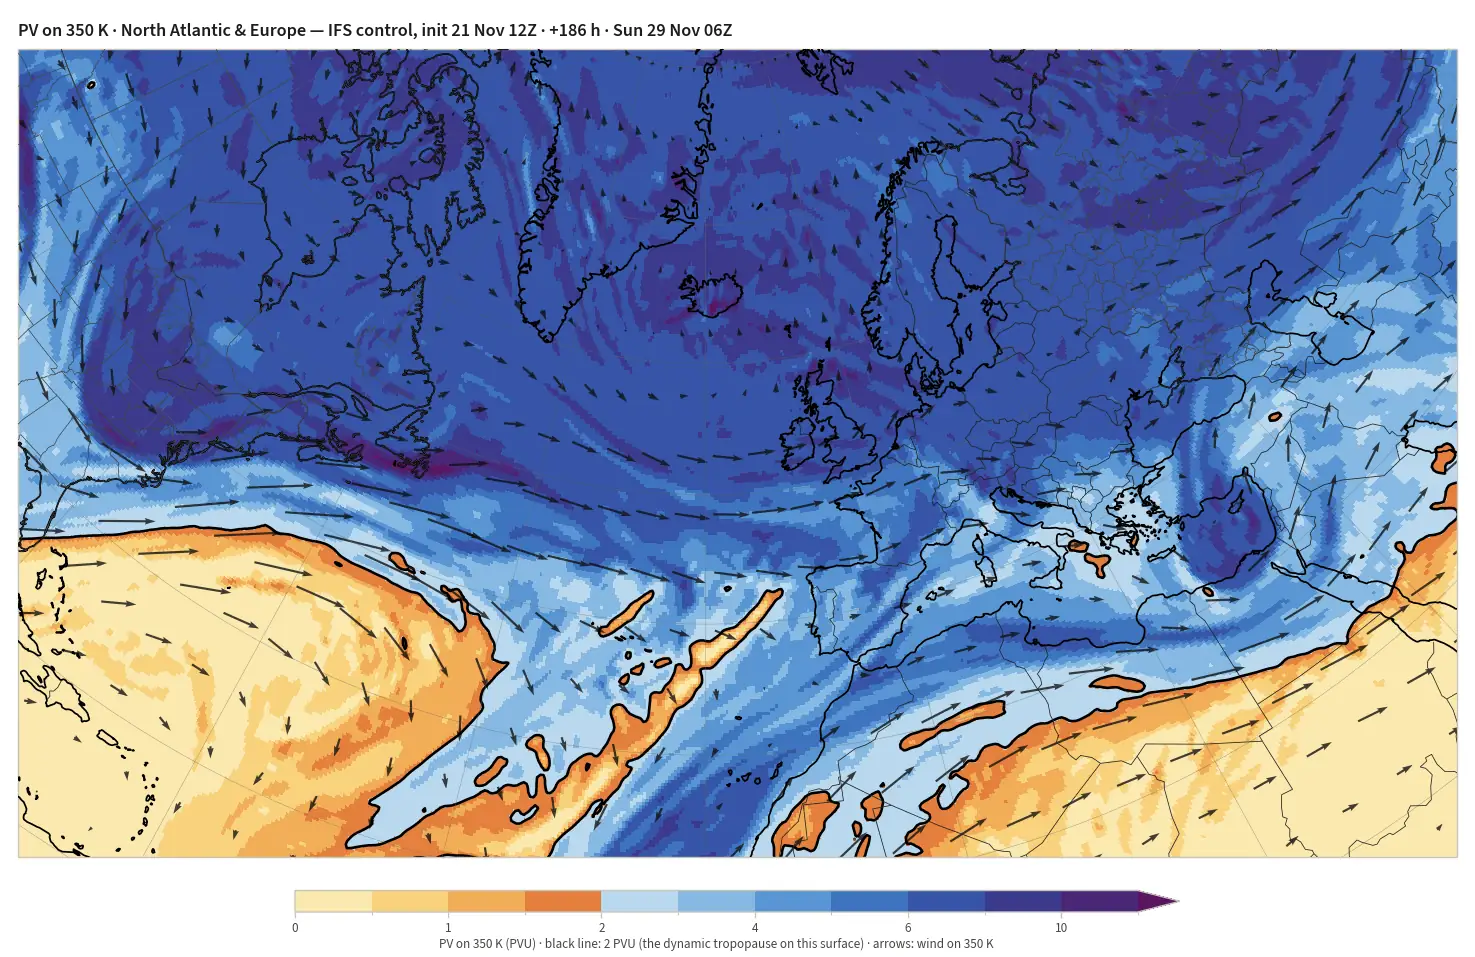 PV on 350 K · North Atlantic & Europe — IFS control, init 21 Nov 12Z · +186 h · Sun 29 Nov 06Z
0 1 2 4 6 10
PV on 350 K (PVU) · black line: 2 PVU (the dynamic tropopause on this surface) · arrows: wind on 350 K